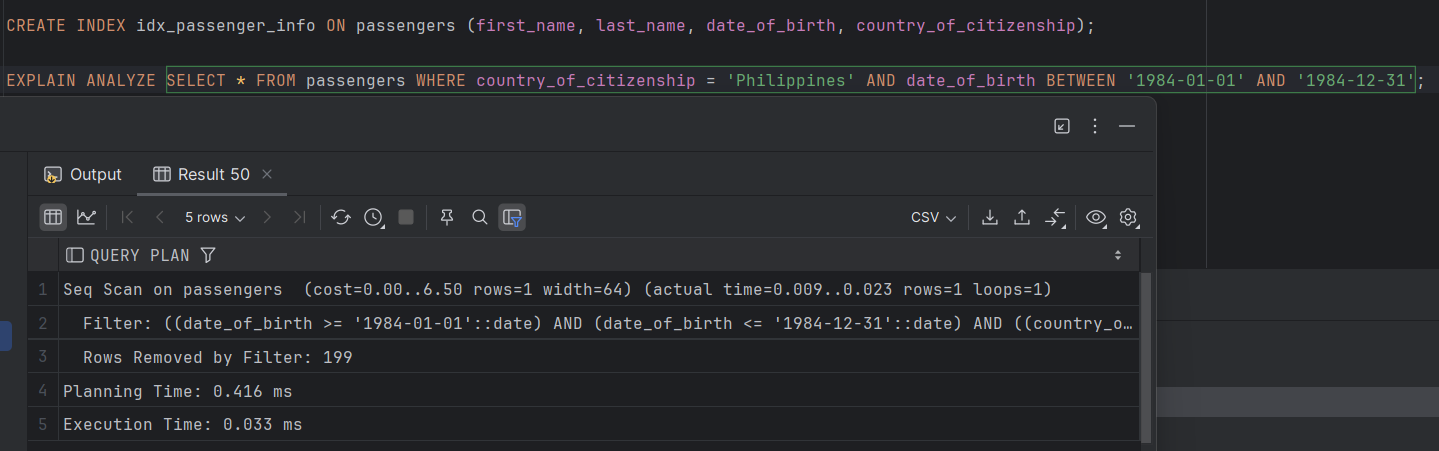 CREATE INDEX idx_passenger_info ON passengers (first_name, last_name, date_of_birth, country_of_citizenship);
EXPLAIN ANALYZE SELECT * FROM passengers WHERE country_of_citizenship = 'Philippines' AND date_of_birth BETWEEN '1984-01-01' AND '1984-12-31';
Output Result 50
5 rows CSV
QUERY PLAN
1 Seq Scan on passengers (cost=0.00..6.50 rows=1 width=64) (actual time=0.009..0.023 rows=1 loops=1)
2 Filter: ((date_of_birth >= '1984-01-01'::date) AND (date_of_birth <= '1984-12-31'::date) AND ((country_o…
3 Rows Removed by Filter: 199
4 Planning Time: 0.416 ms
5 Execution Time: 0.033 ms